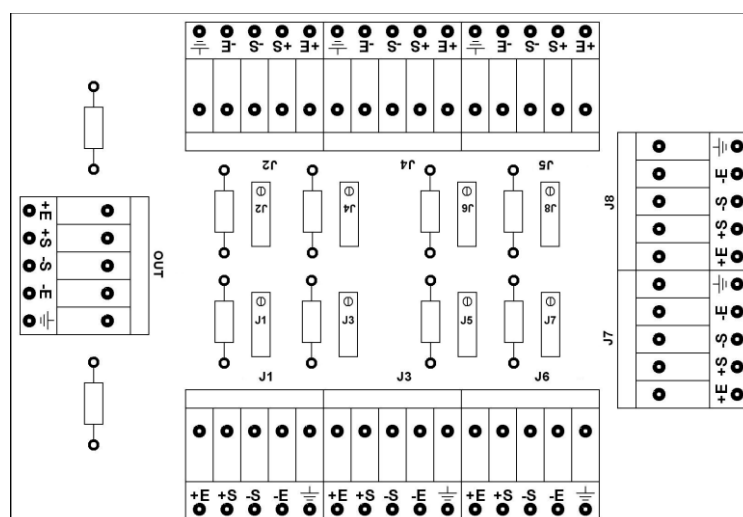 -E -S +S +E -E -S +S +E -E -S +S +E
J2 J4 J5
J2 J4 J6 J8
-E
-S
+S
+E
J8
+E
+S
-S
-E
OUT
J1 J3 J5 J7
-E
-S
+S
+E
J7
J1 J3 J6
+E +S -S -E +E +S -S -E +E +S -S -E